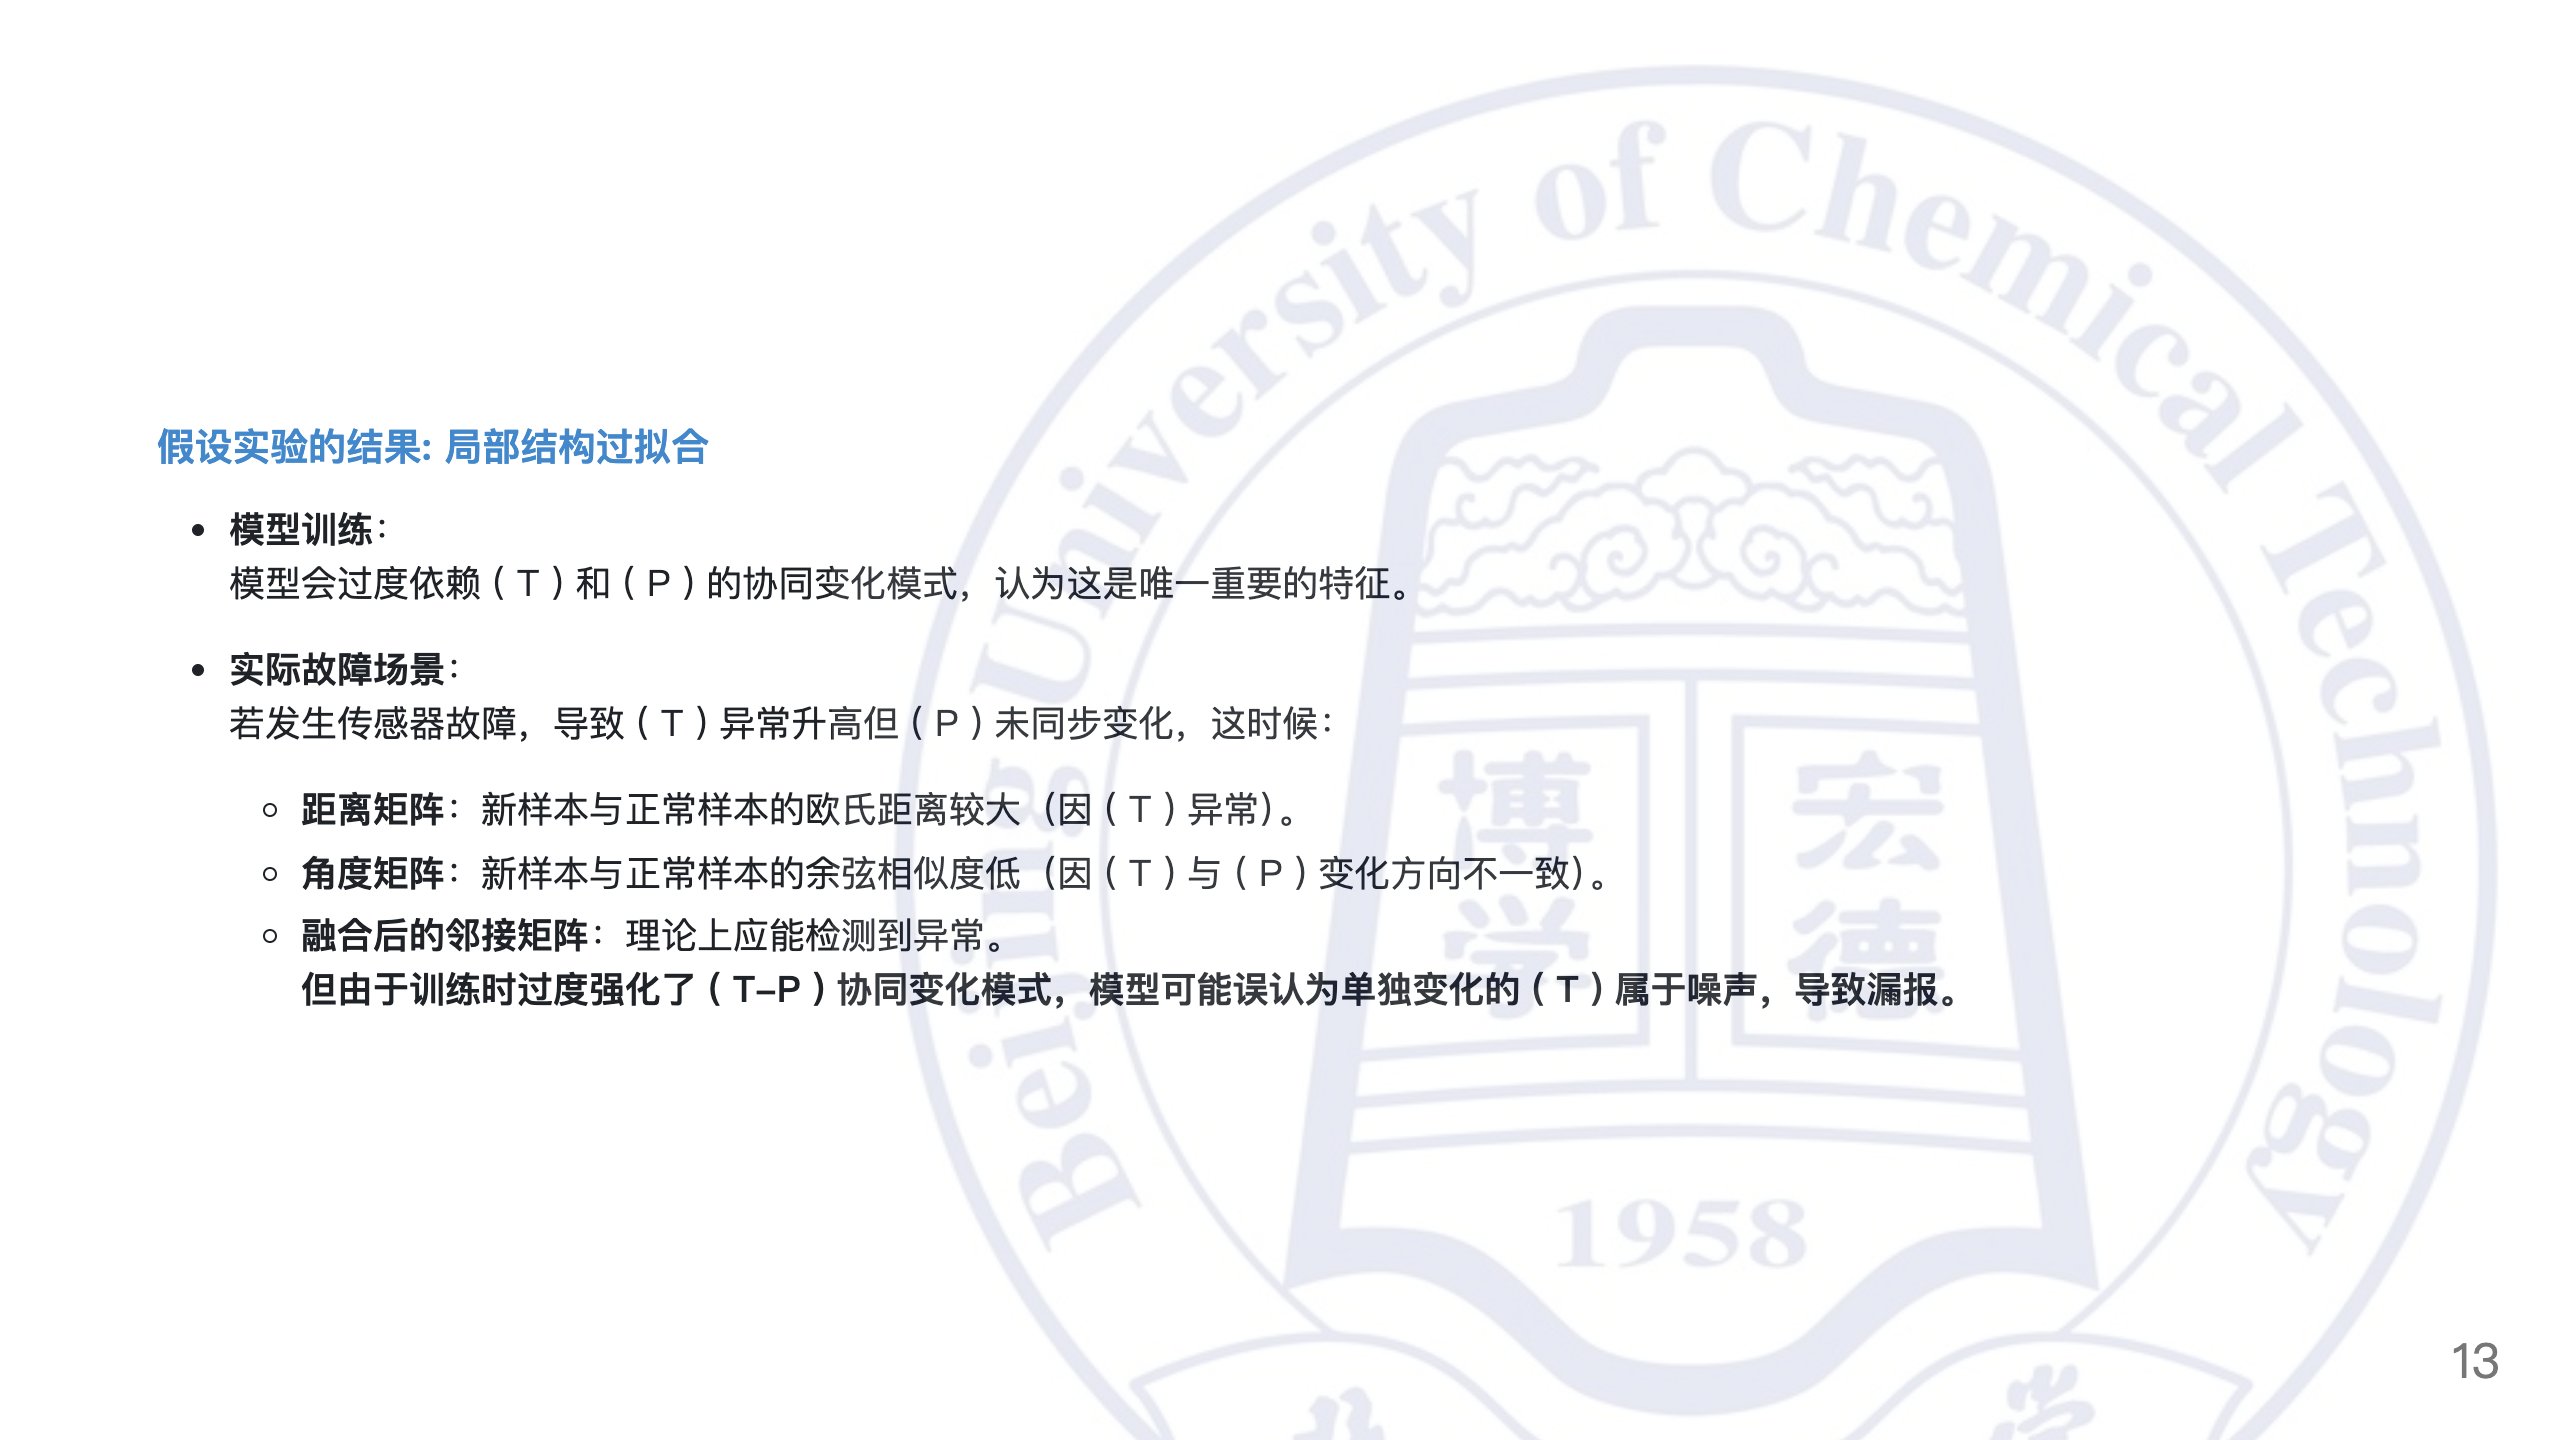 假设实验的结果: 局部结构过拟合
• 模型训练：
模型会过度依赖 ( T ) 和 ( P ) 的协同变化模式，认为这是唯一重要的特征。
• 实际故障场景：
若发生传感器故障，导致 ( T ) 异常升高但 ( P ) 未同步变化，这时候：
○ 距离矩阵：新样本与正常样本的欧氏距离较大（因 ( T ) 异常）。
○ 角度矩阵：新样本与正常样本的余弦相似度低（因 ( T ) 与 ( P ) 变化方向不一致）。
○ 融合后的邻接矩阵：理论上应能检测到异常。
但由于训练时过度强化了 ( T–P ) 协同变化模式，模型可能误认为单独变化的 ( T ) 属于噪声，导致漏报。
Beijing University of Chemical Technology
博学
宏德
1958
13